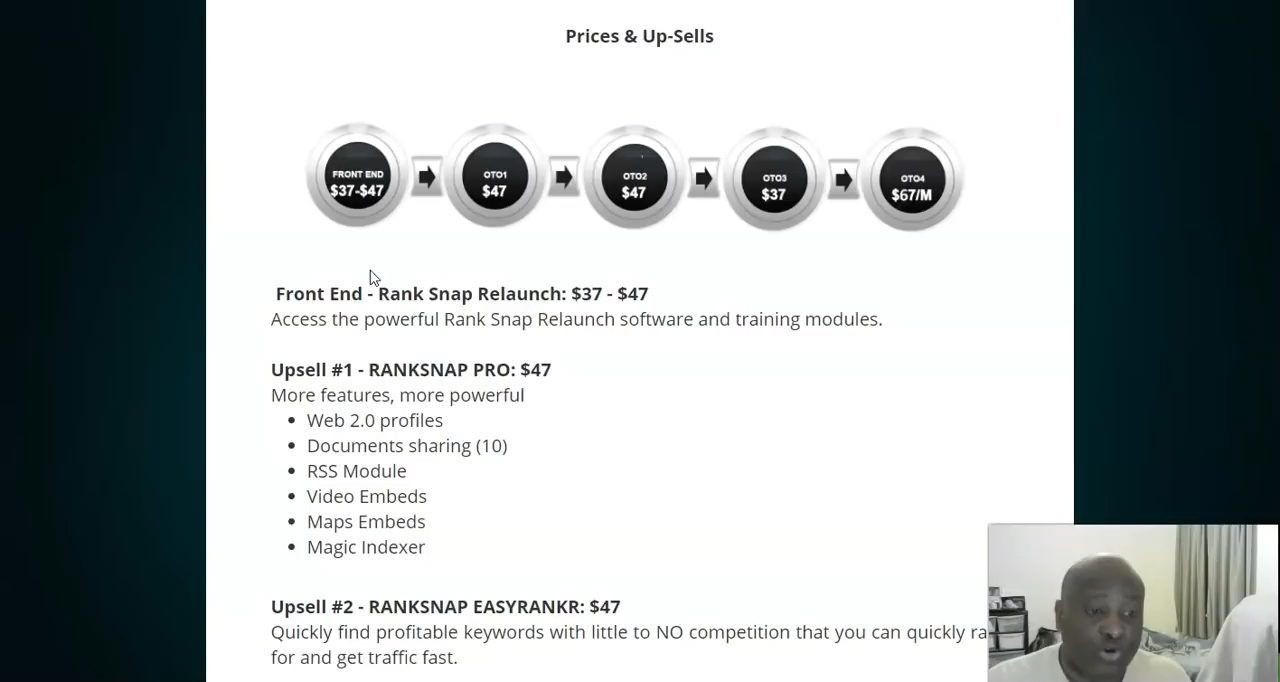 Prices & Up-Sells
FRONT END
$37-$47
OTO1
$47
OTO2
$47
OTO3
$37
OTO4
$67/M
Front End - Rank Snap Relaunch: $37 - $47
Access the powerful Rank Snap Relaunch software and training modules.
Upsell #1 - RANKSNAP PRO: $47
More features, more powerful
• Web 2.0 profiles
• Documents sharing (10)
• RSS Module
• Video Embeds
• Maps Embeds
• Magic Indexer
Upsell #2 - RANKSNAP EASYRANKR: $47
Quickly find profitable keywords with little to NO competition that you can quickly ra
for and get traffic fast.